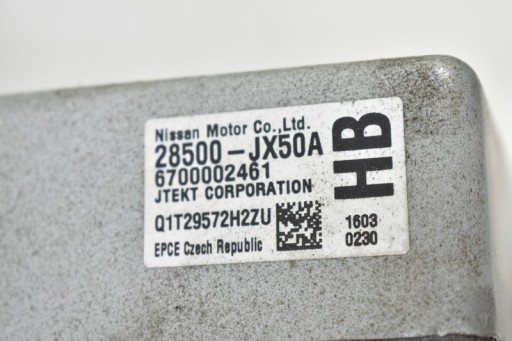 Nissan Motor Co., Ltd.
28500-JX50A
6700002461
JTEKT CORPORATION
Q1T29572H2ZU
EPCE Czech Republic
HB
1603
0230